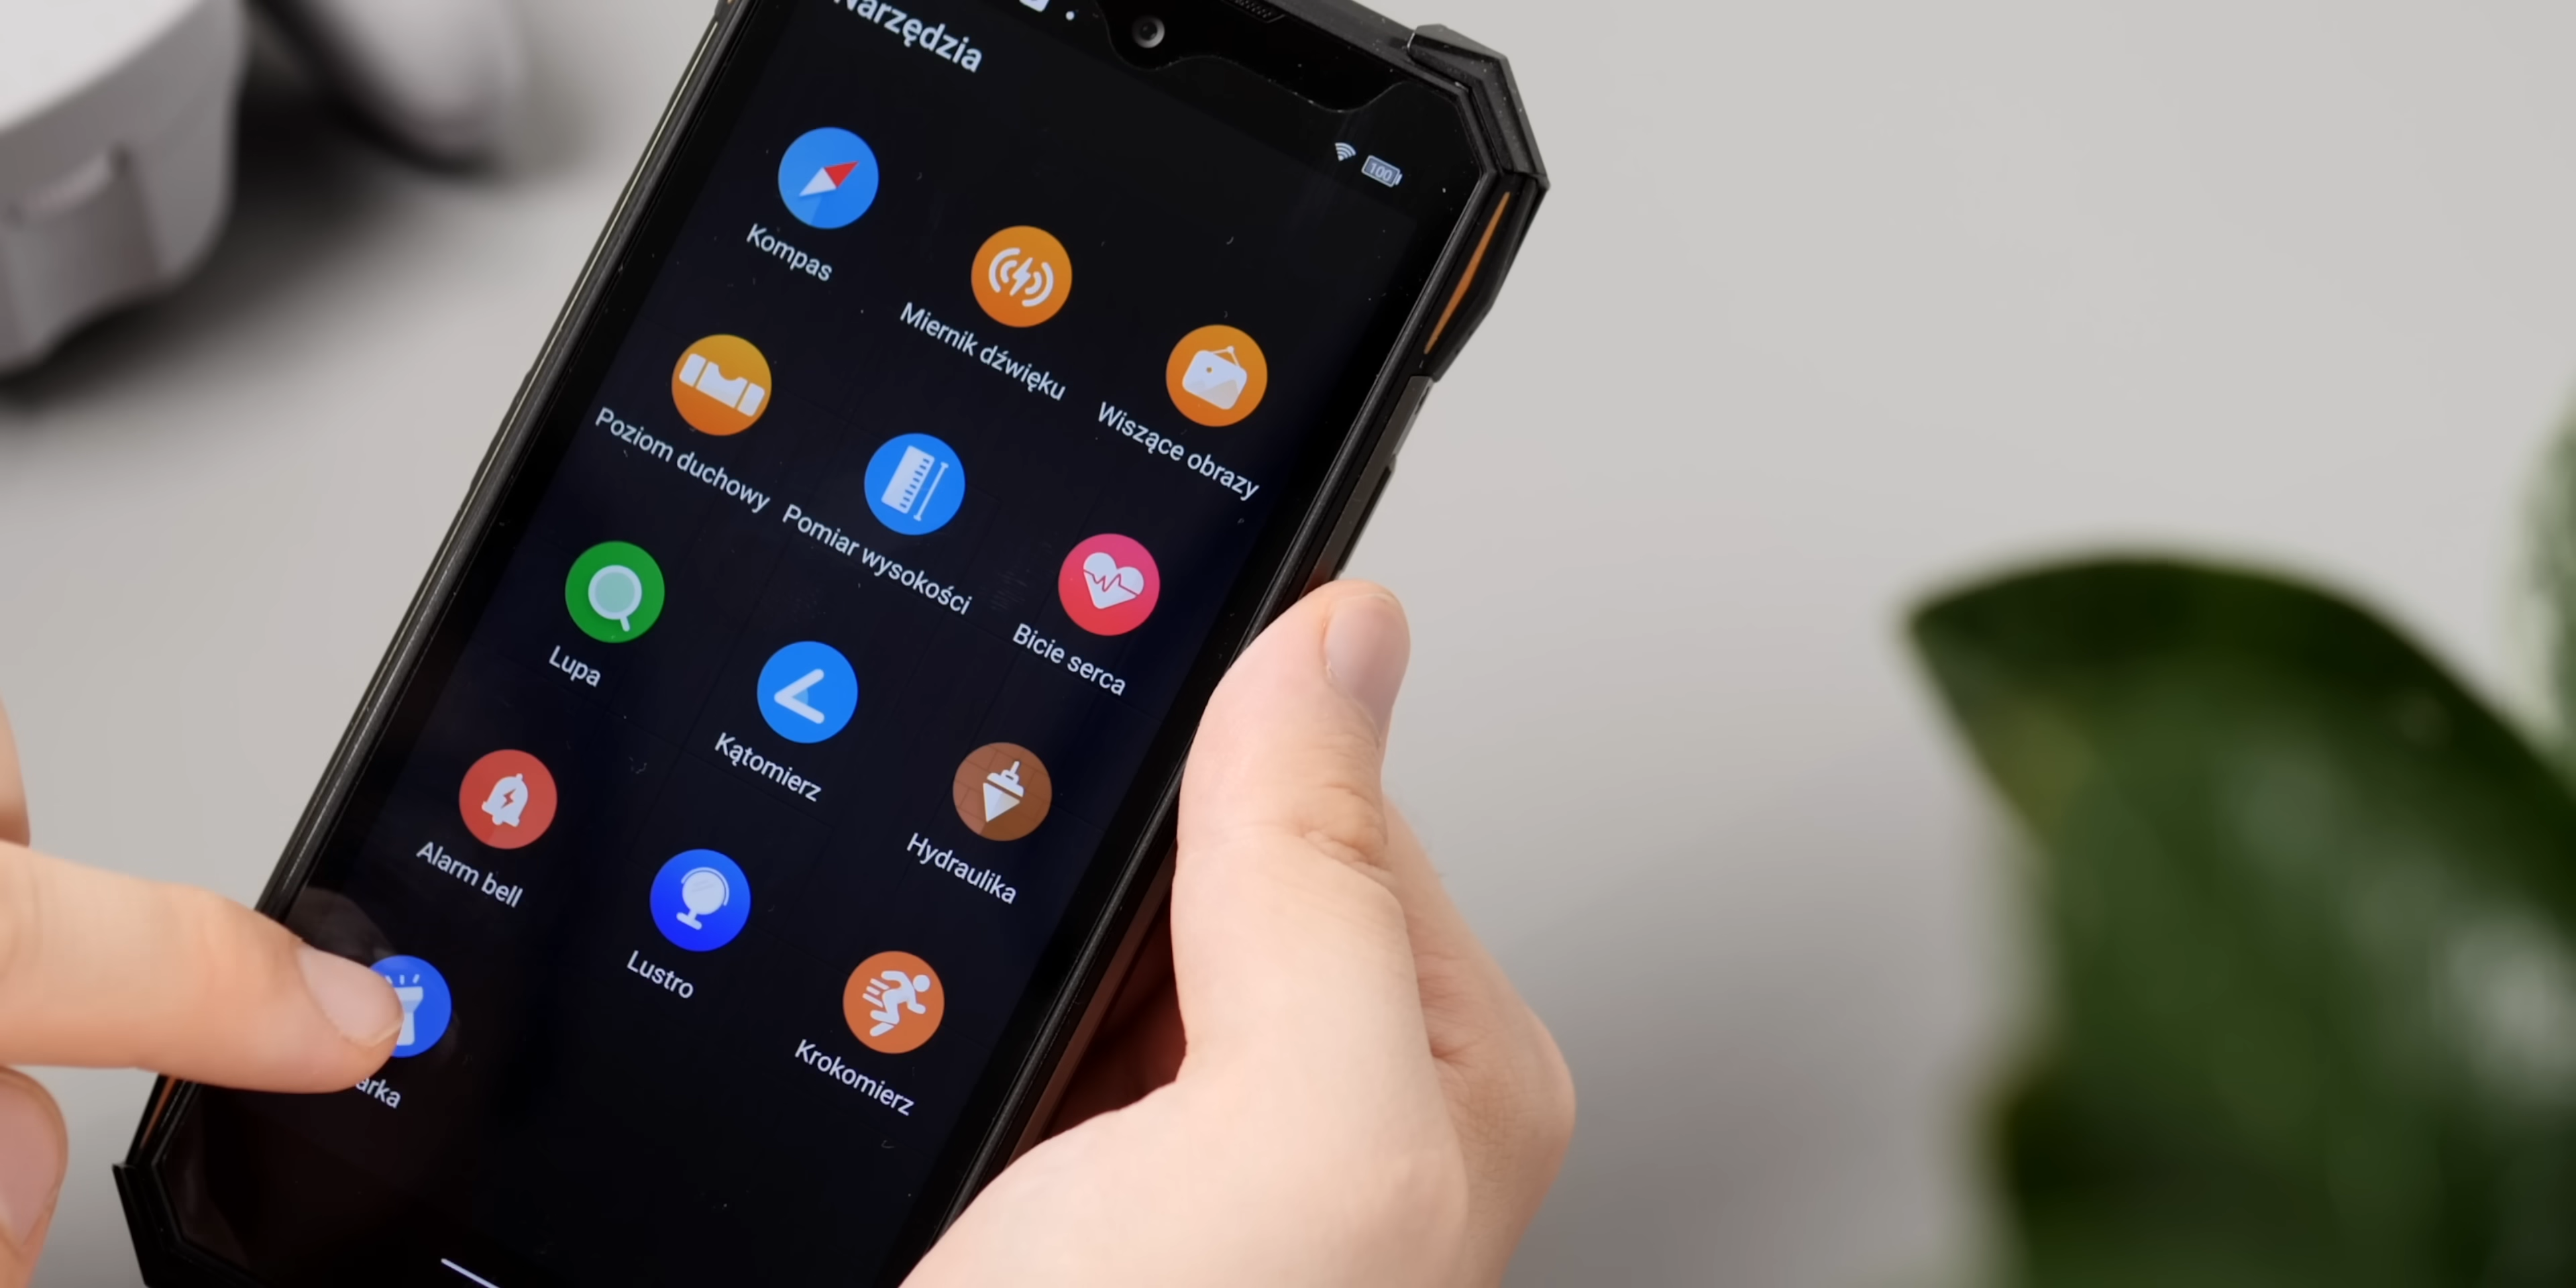 Narzędzia
100
Kompas
Miernik dźwięku
Wiszące obrazy
Poziom duchowy
Pomiar wysokości
Bicie serca
Lupa
Kątomierz
Hydraulika
Alarm bell
Lustro
Krokomierz